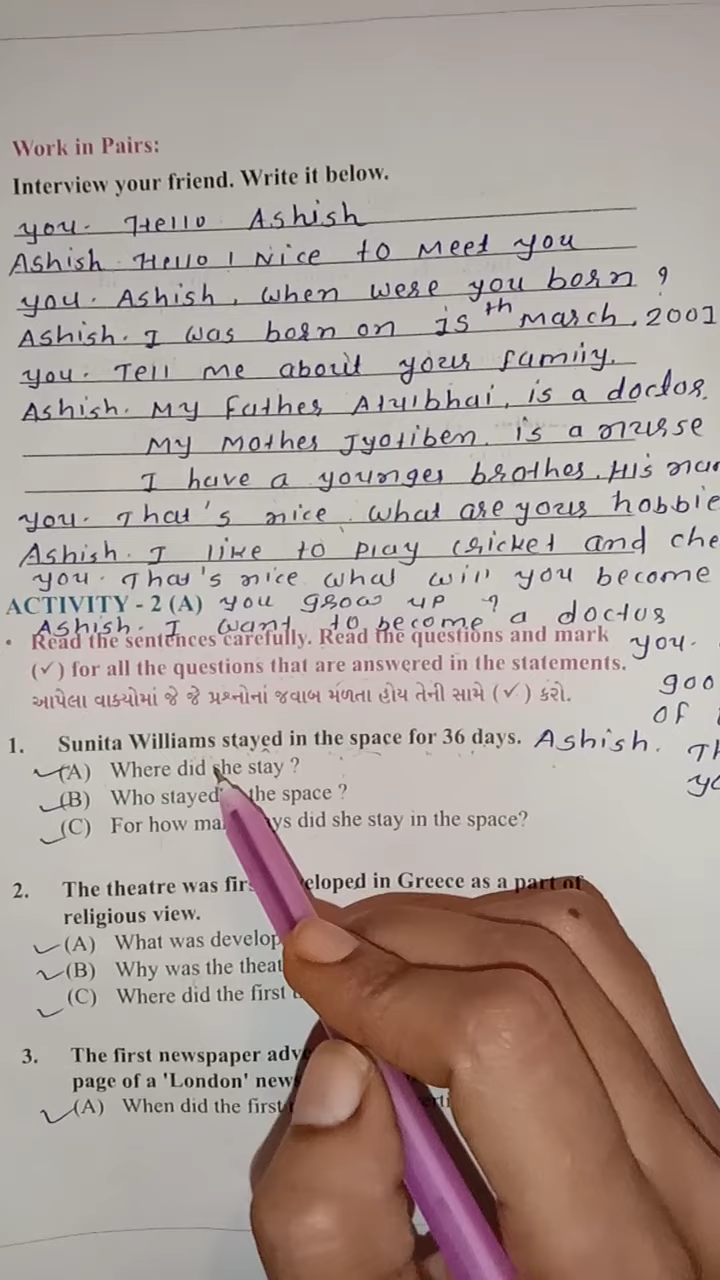 Work in Pairs:
Interview your friend. Write it below.
you. Hello Ashish
Ashish Hello! Nice to Meet you
you. Ashish, when were you born ?
Ashish. I was born on 15th March, 2001
you. Tell me about your family.
Ashish. My Father Atulbhai, is a doctor.
My Mother Jyotiben. is a nurse
I have a younger brother. His
you. That's nice. What are your hobbie
Ashish. I like to play cricket and che
you. That's nice what will you become
ACTIVITY - 2 (A) you grow up ?
Ashish. I want to become a doctor
• Read the sentences carefully. Read the questions and mark you.
(✓) for all the questions that are answered in the statements.
goo
આપેલા વાક્યોમાં જે જે પ્રશ્નોનાં જવાબ મળતા હોય તેની સામે (✓) કરો.
of
1. Sunita Williams stayed in the space for 36 days. Ashish. Th
(A) Where did she stay ?
yo
(B) Who stayed the space ?
(C) For how ma ys did she stay in the space?
2. The theatre was fir eloped in Greece as a part of
religious view.
(A) What was develop
(B) Why was the theat
(C) Where did the first
3. The first newspaper adv
page of a 'London' new
(A) When did the first